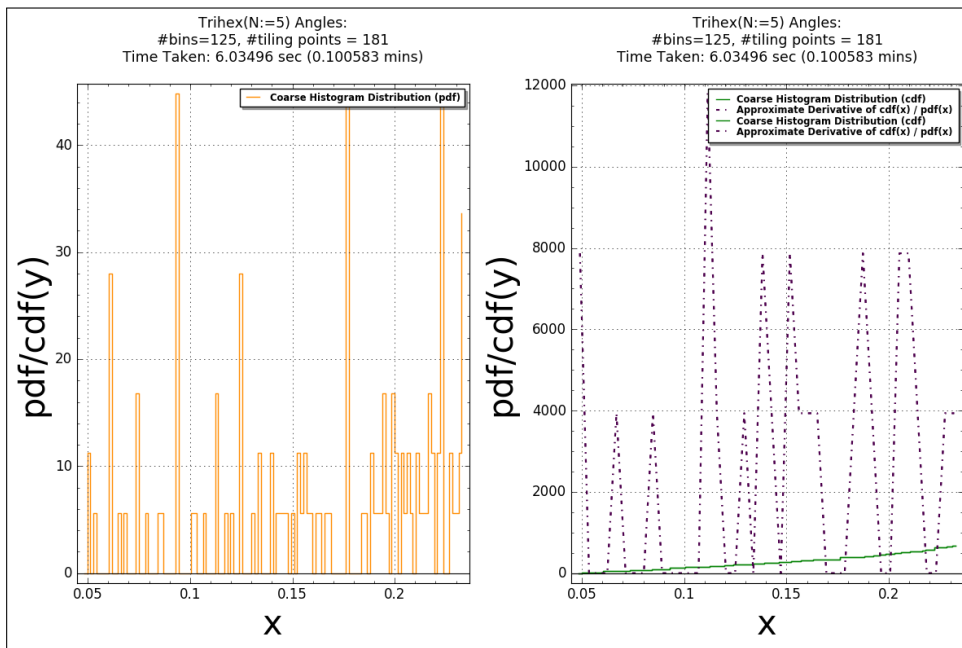 Trihex(N:=5) Angles:
#bins=125, #tiling points = 181
Time Taken: 6.03496 sec (0.100583 mins)
Coarse Histogram Distribution (pdf)
pdf/cdf(y)
40
30
20
10
0
0.05
0.1
0.15
0.2
x
Trihex(N:=5) Angles:
#bins=125, #tiling points = 181
Time Taken: 6.03496 sec (0.100583 mins)
Coarse Histogram Distribution (cdf)
Approximate Derivative of cdf(x) / pdf(x)
Coarse Histogram Distribution (cdf)
Approximate Derivative of cdf(x) / pdf(x)
pdf/cdf(y)
12000
10000
8000
6000
4000
2000
0
0.05
0.1
0.15
0.2
x